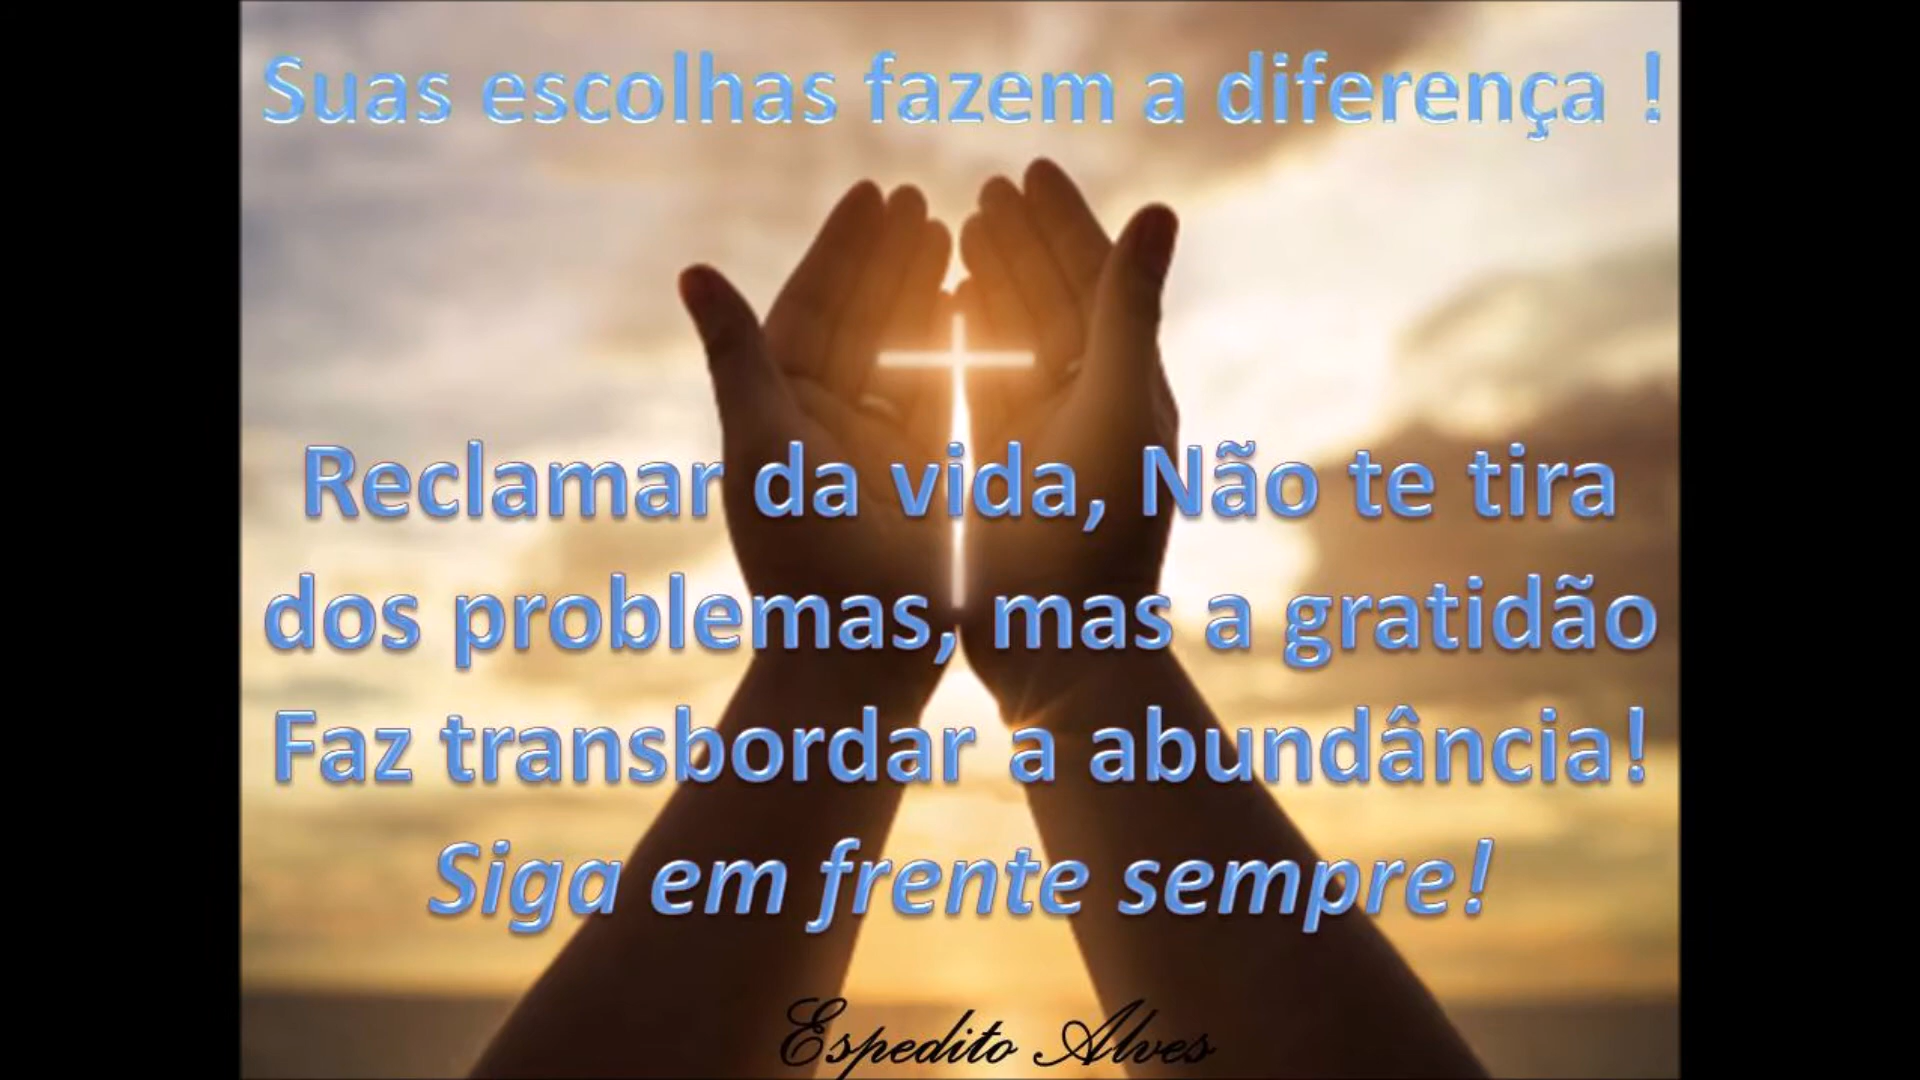 Suas escolhas fazem a diferença !
Reclamar da vida, Não te tira
dos problemas, mas a gratidão
Faz transbordar a abundância!
Siga em frente sempre!
Espedito Alves